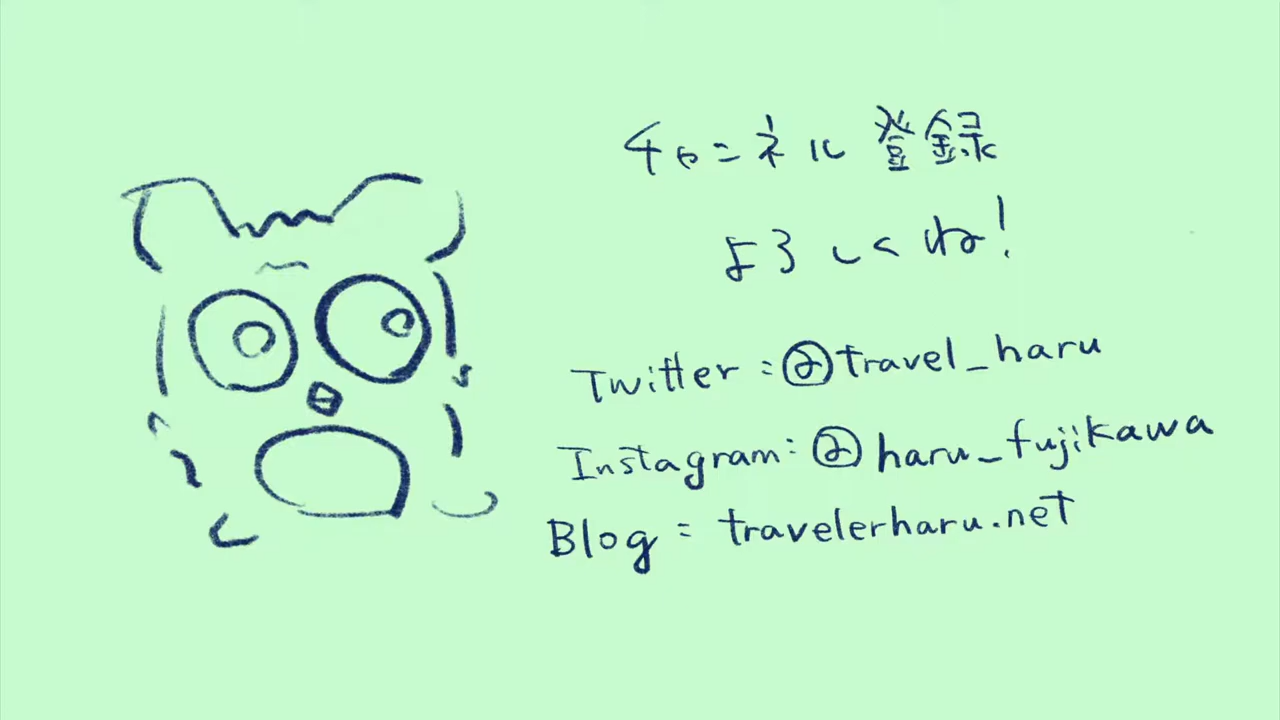 チャンネル登録
よろしくね!
Twitter:@travel_haru
Instagram:@haru_fujikawa
Blog:travelerharu.net